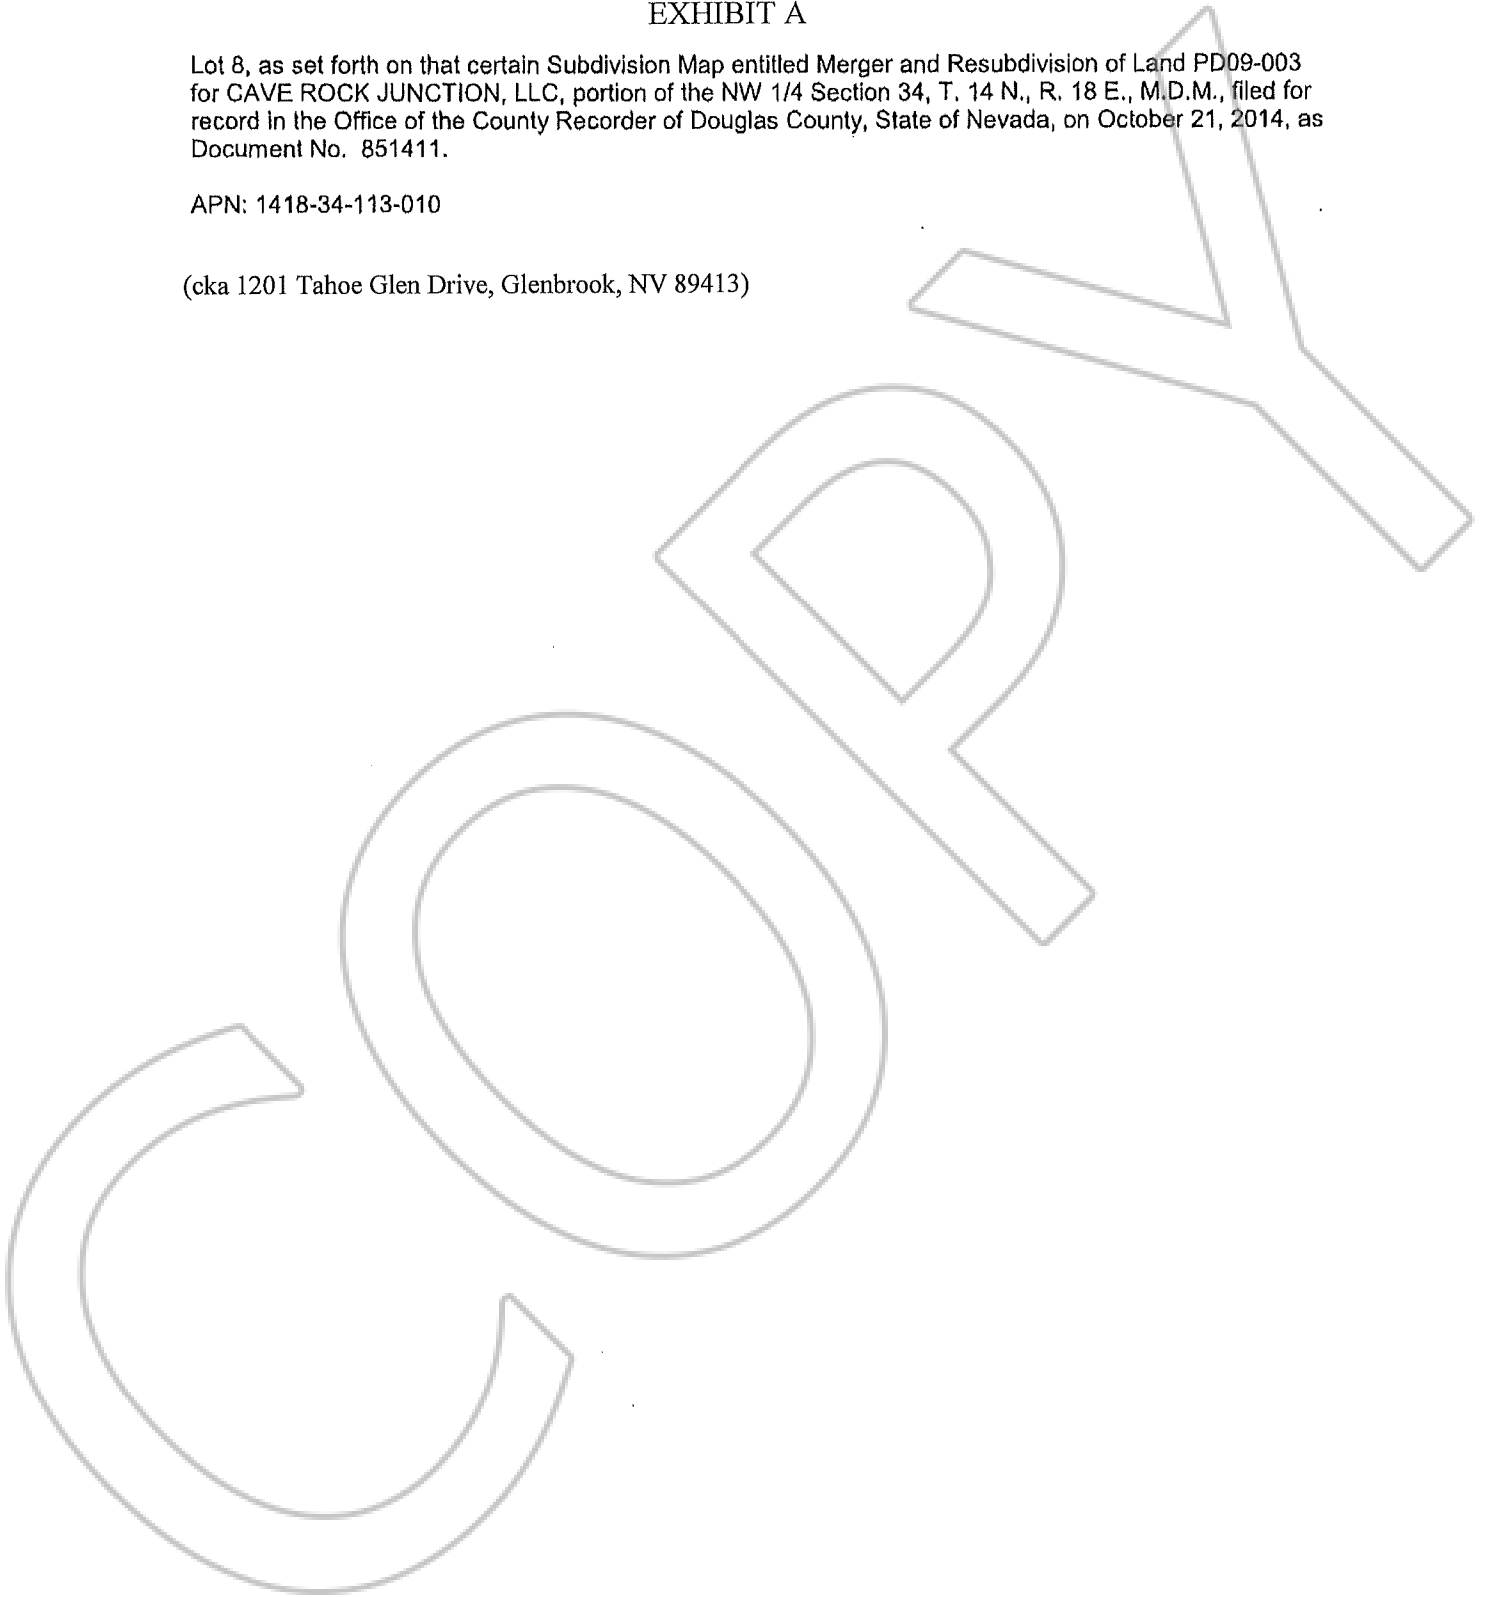 EXHIBIT A
Lot 8, as set forth on that certain Subdivision Map entitled Merger and Resubdivision of Land PD09-003
for CAVE ROCK JUNCTION, LLC, portion of the NW 1/4 Section 34, T. 14 N., R. 18 E., M.D.M., filed for
record in the Office of the County Recorder of Douglas County, State of Nevada, on October 21, 2014, as
Document No. 851411.
APN: 1418-34-113-010
(cka 1201 Tahoe Glen Drive, Glenbrook, NV 89413)
COPY